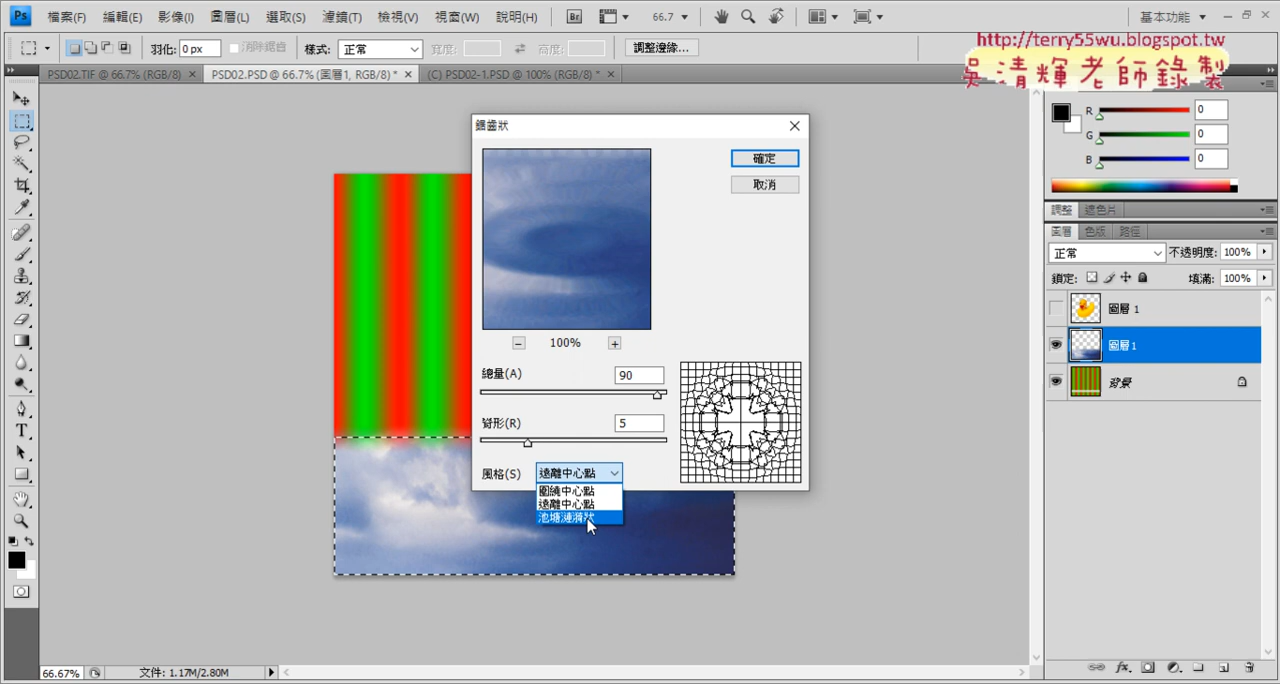 Ps 檔案(F) 編輯(E) 影像(I) 圖層(L) 選取(S) 濾鏡(T) 檢視(V) 視窗(W) 說明(H) Br 66.7 基本功能
羽化: 0 px 消除鋸齒 樣式: 正常 寬度: 高度: 調整邊緣...
http://terry55wu.blogspot.tw
吳清輝老師錄製
PSD02.TIF @ 66.7% (RGB/8) PSD02.PSD @ 66.7% (圖層1, RGB/8) * (C) PSD02-1.PSD @ 100% (RGB/8) *
鋸齒狀
確定
取消
100%
總量(A) 90
脊形(R) 5
風格(S) 遠離中心點
圍繞中心點
遠離中心點
池塘漣漪狀
R 0
G 0
B 0
調整 遮色片
圖層 色版 路徑
正常 不透明度: 100%
鎖定: 填滿: 100%
圖層 1
圖層1
背景
fx
66.67% 文件: 1.17M/2.80M